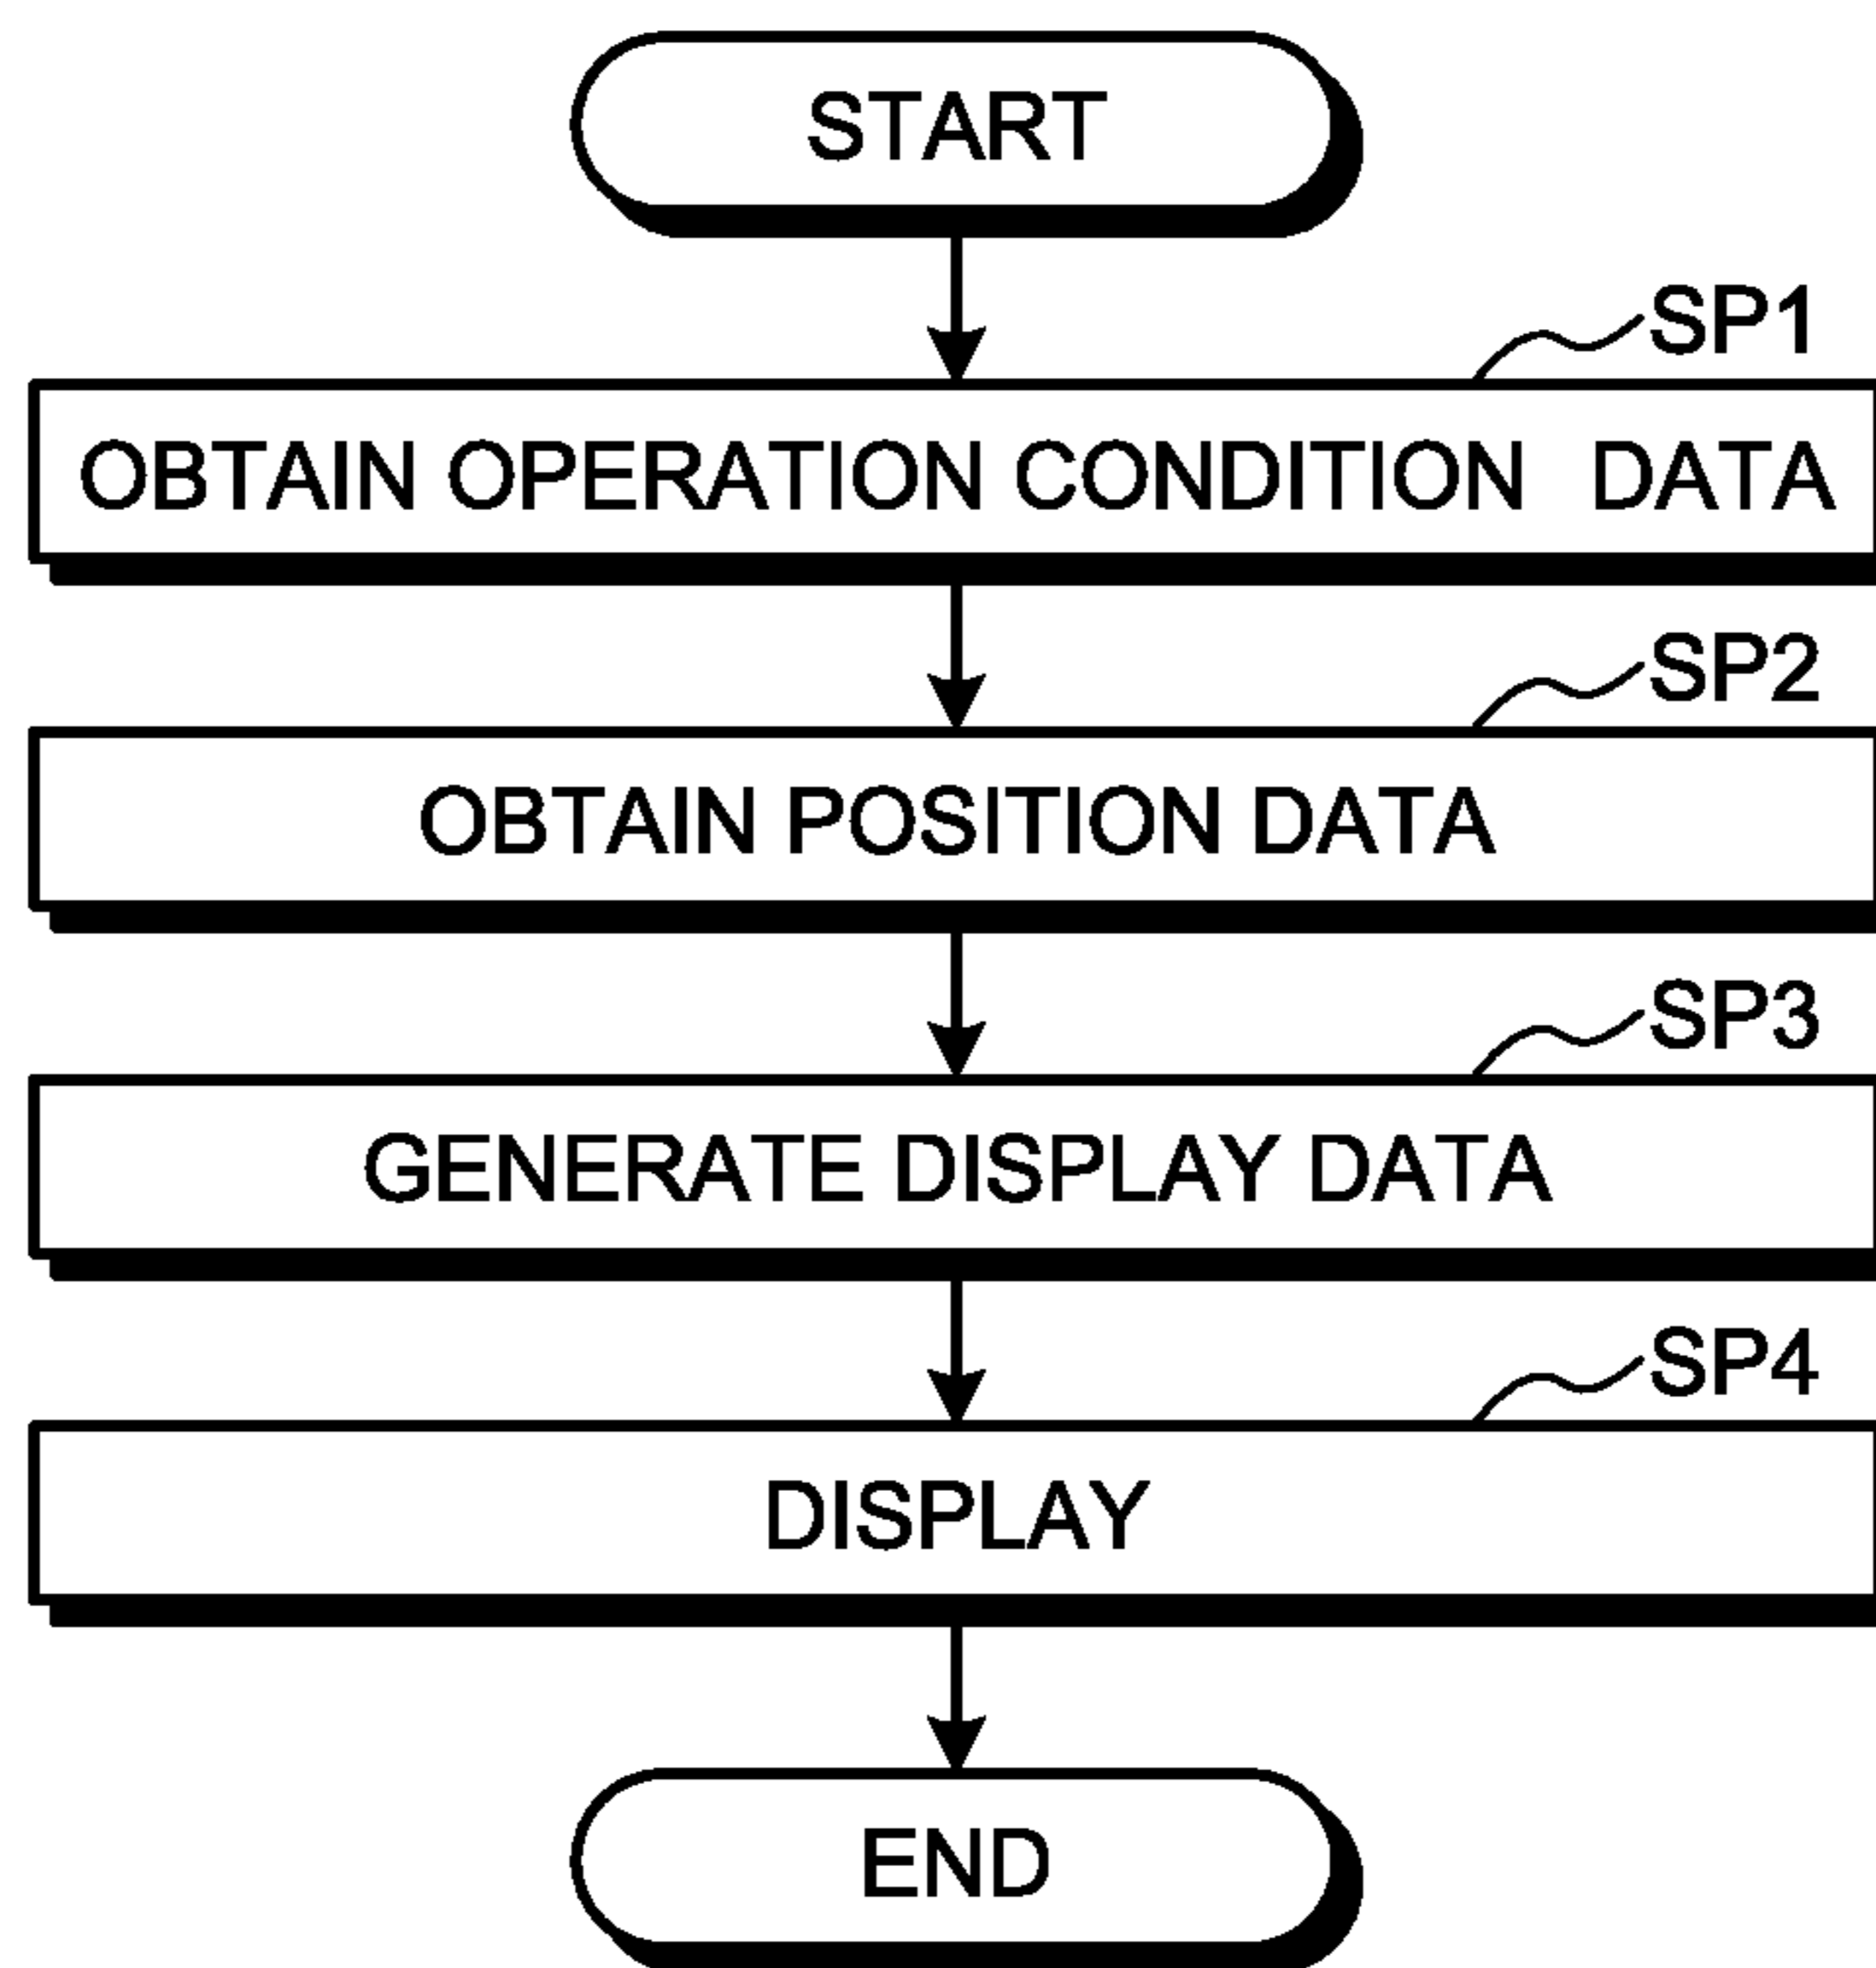 START
SP1
OBTAIN OPERATION CONDITION DATA
SP2
OBTAIN POSITION DATA
SP3
GENERATE DISPLAY DATA
SP4
DISPLAY
END